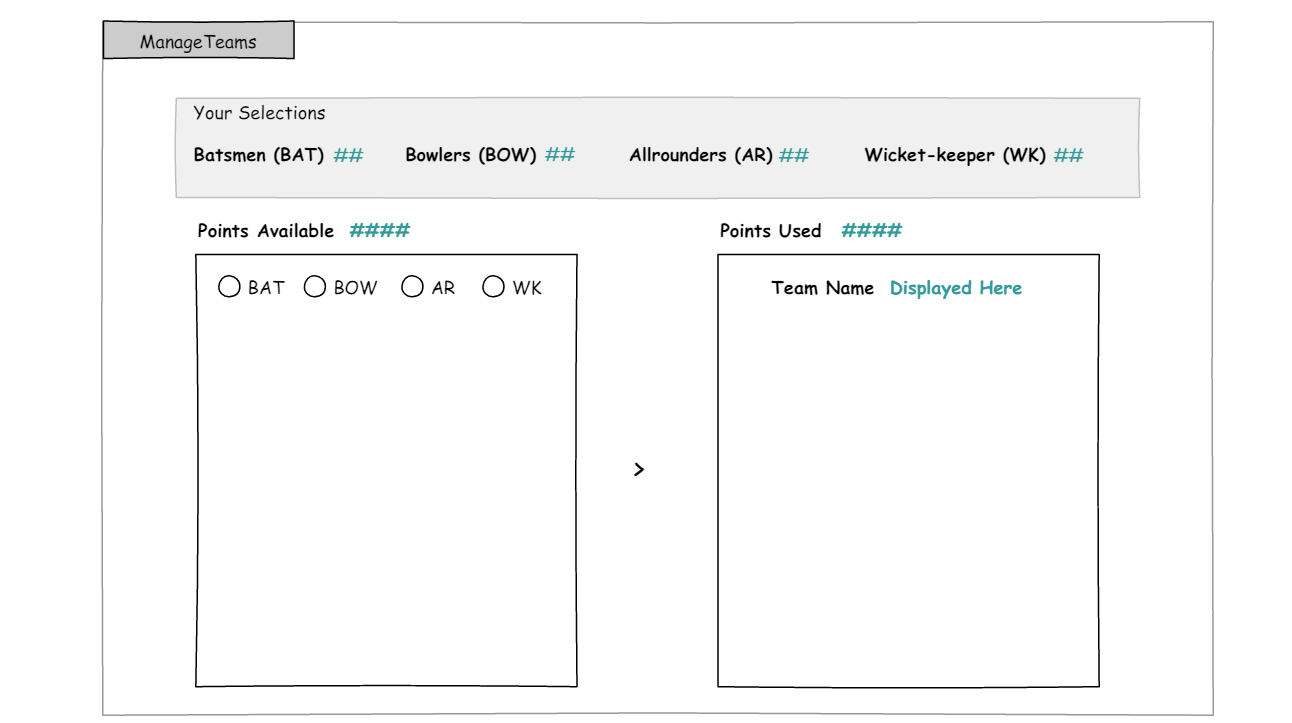 ManageTeams
Your Selections
Batsmen (BAT) ## Bowlers (BOW) ## Allrounders (AR) ## Wicket-keeper (WK) ##
Points Available #### Points Used ####
BAT BOW AR WK Team Name Displayed Here
>